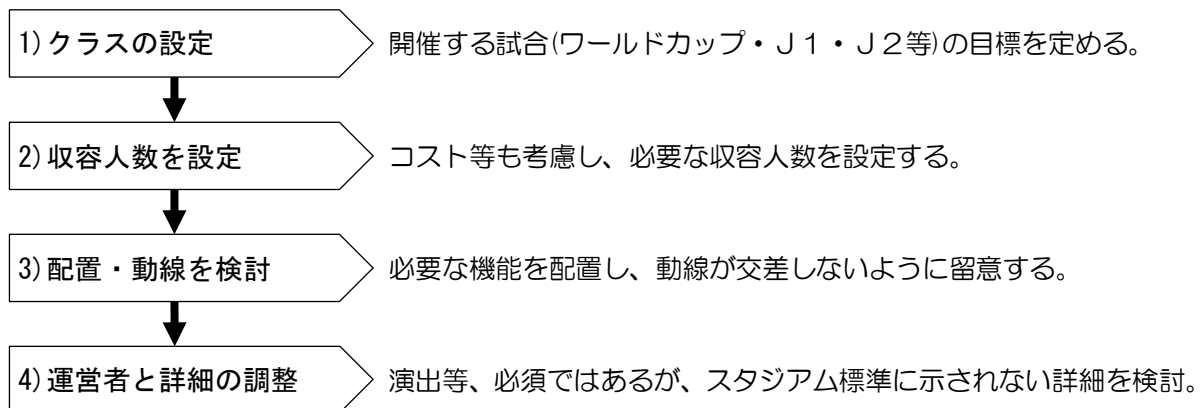 1)クラスの設定 開催する試合(ワールドカップ・J1・J2等)の目標を定める。
2)収容人数を設定 コスト等も考慮し、必要な収容人数を設定する。
3)配置・動線を検討 必要な機能を配置し、動線が交差しないように留意する。
4)運営者と詳細の調整 演出等、必須ではあるが、スタジアム標準に示されない詳細を検討。